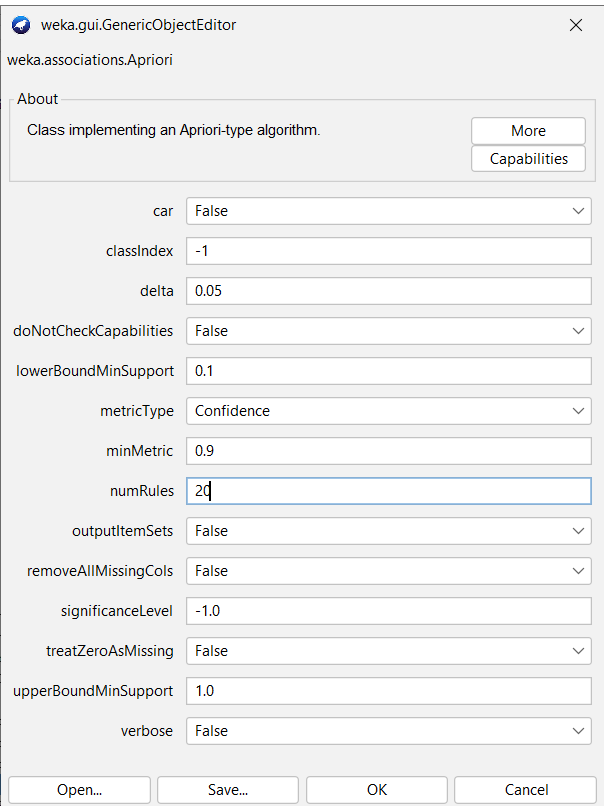 weka.gui.GenericObjectEditor
weka.associations.Apriori
About
Class implementing an Apriori-type algorithm.
More
Capabilities
car False
classIndex -1
delta 0.05
doNotCheckCapabilities False
lowerBoundMinSupport 0.1
metricType Confidence
minMetric 0.9
numRules 20
outputItemSets False
removeAllMissingCols False
significanceLevel -1.0
treatZeroAsMissing False
upperBoundMinSupport 1.0
verbose False
Open... Save... OK Cancel